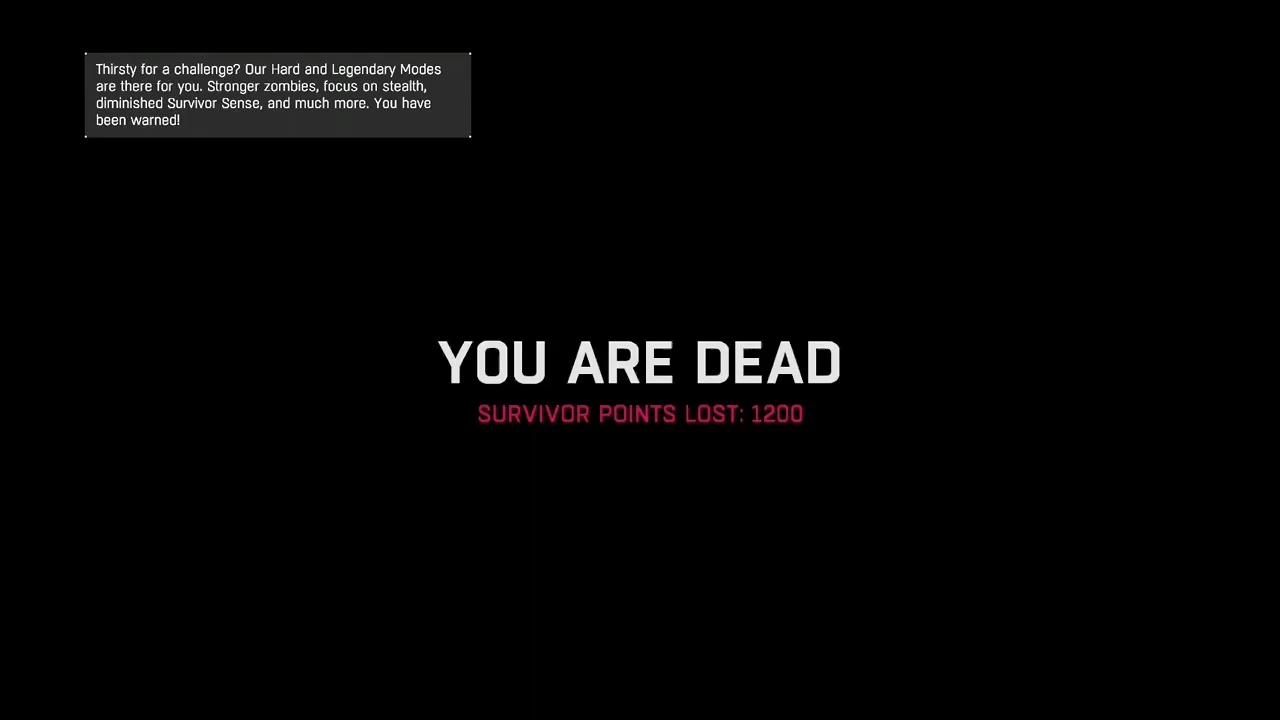 Thirsty for a challenge? Our Hard and Legendary Modes
are there for you. Stronger zombies, focus on stealth,
diminished Survivor Sense, and much more. You have
been warned!
YOU ARE DEAD
SURVIVOR POINTS LOST: 1200